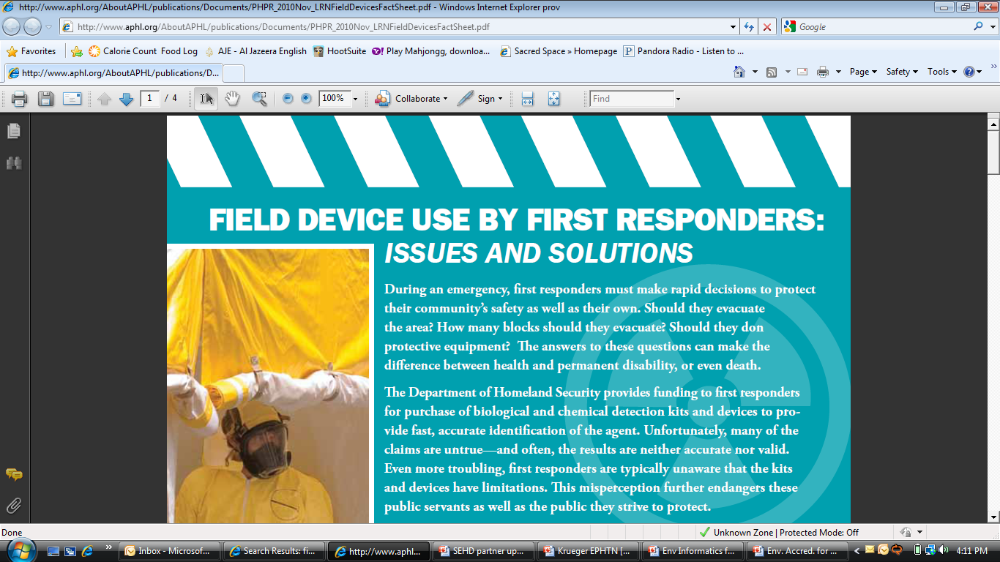 http://www.aphl.org/AboutAPHL/publications/Documents/PHPR_2010Nov_LRNFieldDevicesFactSheet.pdf - Windows Internet Explorer prov
http://www.aphl.org/AboutAPHL/publications/Documents/PHPR_2010Nov_LRNFieldDevicesFactSheet.pdf
Google
Favorites
Calorie Count Food Log
AJE - Al Jazeera English
HootSuite
Play Mahjongg, downloa...
Sacred Space » Homepage
Pandora Radio - Listen to ...
http://www.aphl.org/AboutAPHL/publications/D...
Page
Safety
Tools
1 / 4
100%
Collaborate
Sign
Find
FIELD DEVICE USE BY FIRST RESPONDERS:
ISSUES AND SOLUTIONS
During an emergency, first responders must make rapid decisions to protect
their community’s safety as well as their own. Should they evacuate
the area? How many blocks should they evacuate? Should they don
protective equipment? The answers to these questions can make the
difference between health and permanent disability, or even death.
The Department of Homeland Security provides funding to first responders
for purchase of biological and chemical detection kits and devices to pro-
vide fast, accurate identification of the agent. Unfortunately, many of the
claims are untrue—and often, the results are neither accurate nor valid.
Even more troubling, first responders are typically unaware that the kits
and devices have limitations. This misperception further endangers these
public servants as well as the public they strive to protect.
Done
Unknown Zone | Protected Mode: Off
Inbox - Microsof...
Search Results: fi...
http://www.aphl...
SEHD partner up...
Krueger EPHTN [...
Env Informatics f...
Env. Accred. for ...
4:11 PM